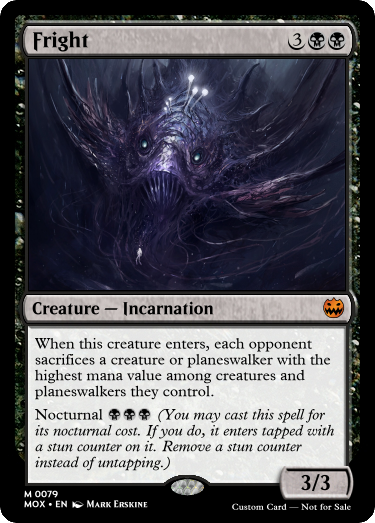 Fright 3
Creature — Incarnation
When this creature enters, each opponent
sacrifices a creature or planeswalker with the
highest mana value among creatures and
planeswalkers they control.
Nocturnal (You may cast this spell for
its nocturnal cost. If you do, it enters tapped
with a stun counter on it. Remove a stun counter
instead of untapping.)
3/3
M 0079
MOX • EN Mark Erskine
Custom Card — Not for Sale